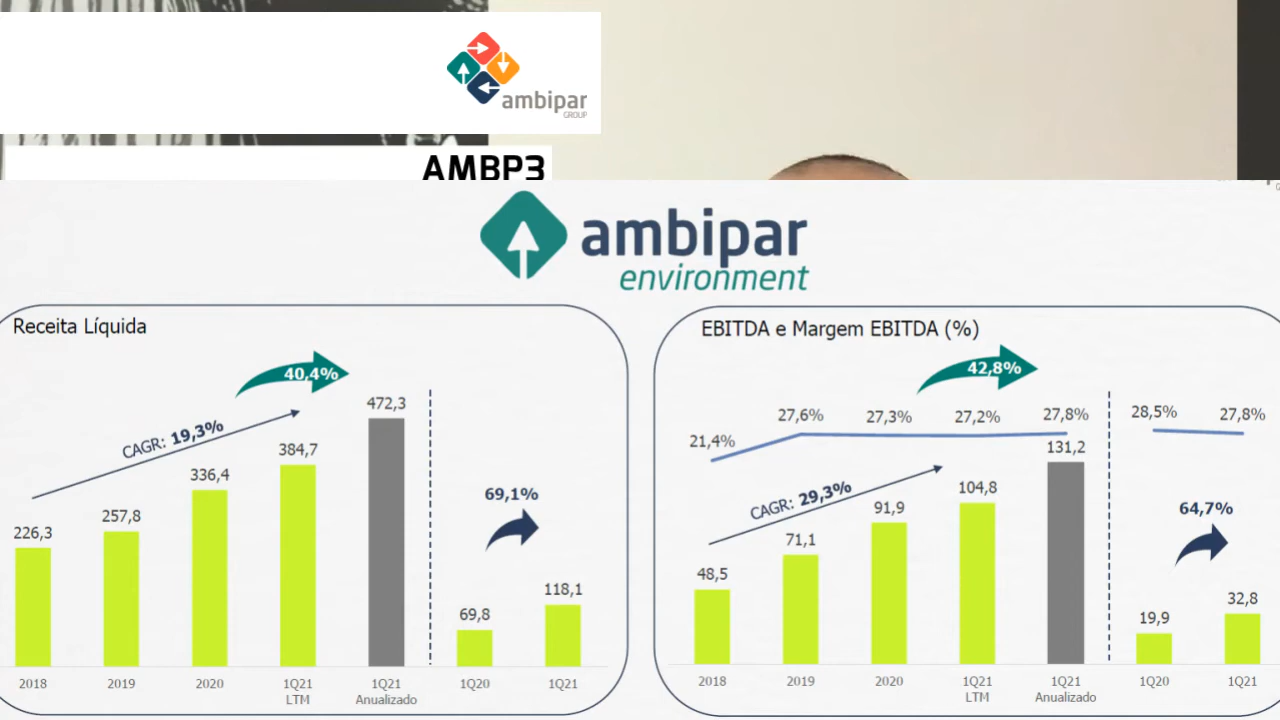 ambipar
GROUP
AMBP3
ambipar
environment
Receita Líquida
40,4%
CAGR: 19,3%
226,3
257,8
336,4
384,7
472,3
69,1%
69,8
118,1
2018
2019
2020
1Q21
LTM
1Q21
Anualizado
1Q20
1Q21
EBITDA e Margem EBITDA (%)
42,8%
21,4%
27,6%
27,3%
27,2%
27,8%
28,5%
27,8%
CAGR: 29,3%
48,5
71,1
91,9
104,8
131,2
64,7%
19,9
32,8
2018
2019
2020
1Q21
LTM
1Q21
Anualizado
1Q20
1Q21